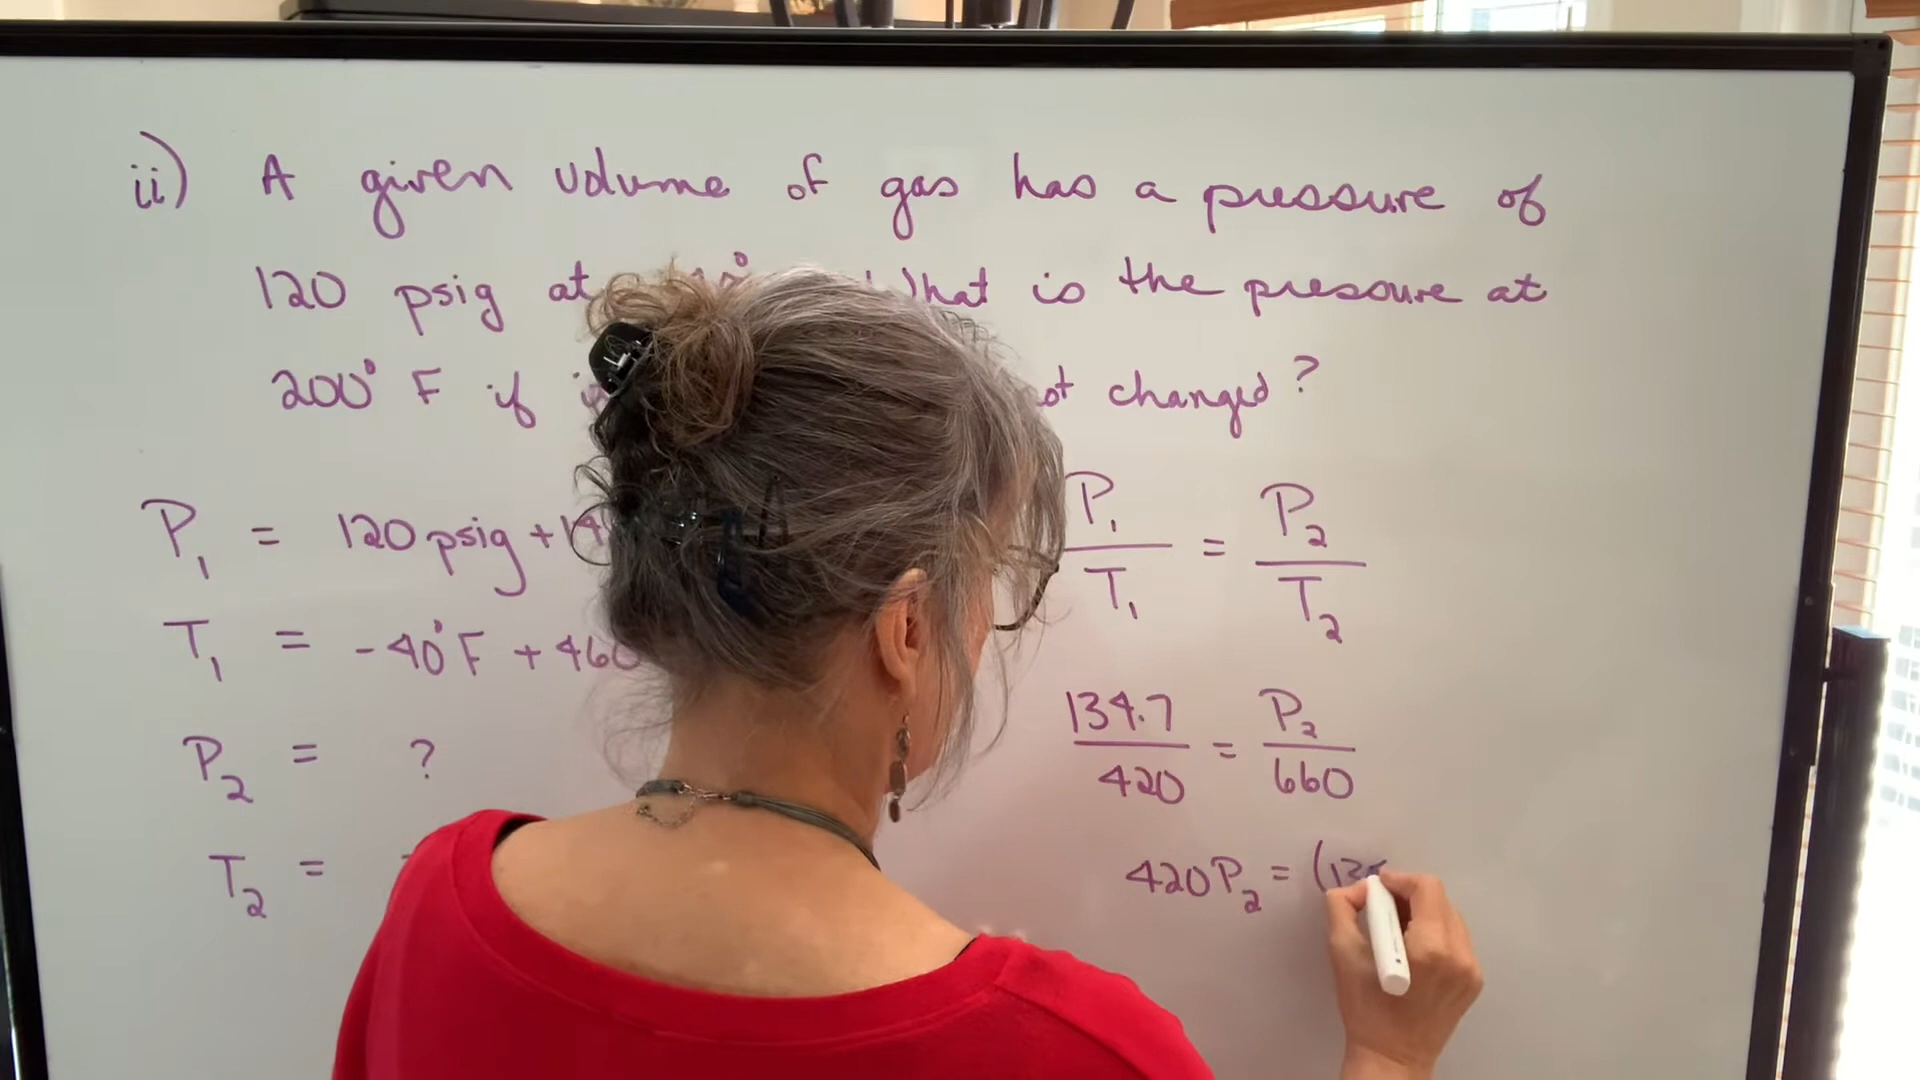 ii) A given volume of gas has a pressure of
120 psig at What is the pressure at
200° F if changed?
P₁ = 120 psig + 
T₁ = -40°F + 460
P₂ = ?
T₂ =
P₁/T₁ = P₂/T₂
134.7/420 = P₂/660
420P₂ = (13